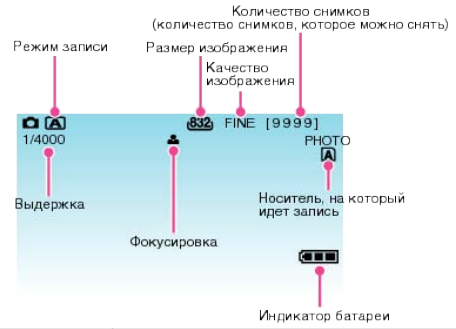 Количество снимков
(количество снимков, которое можно снять)
Режим записи
Размер изображения
Качество
изображения
A 832 FINE [9999]
1/4000
PHOTO
A
Выдержка
Носитель, на который
идет запись
Фокусировка
Индикатор батареи